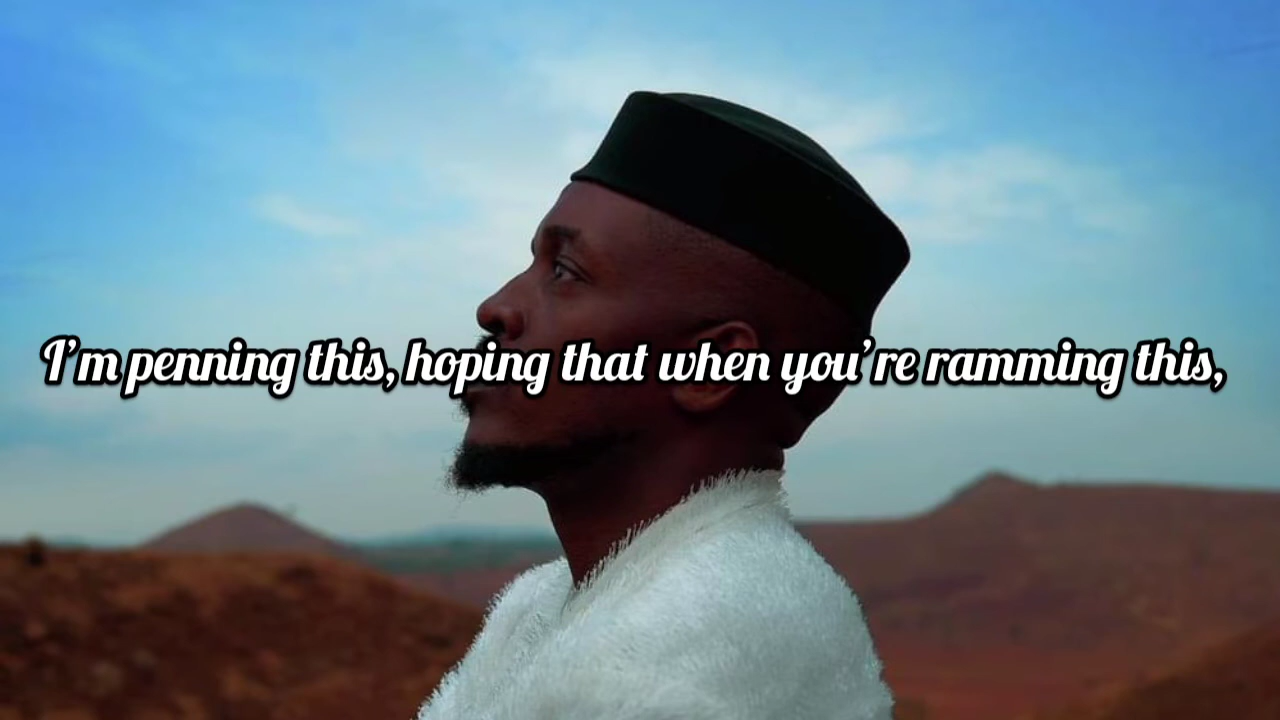 I’m penning this, hoping that when you’re ramming this,